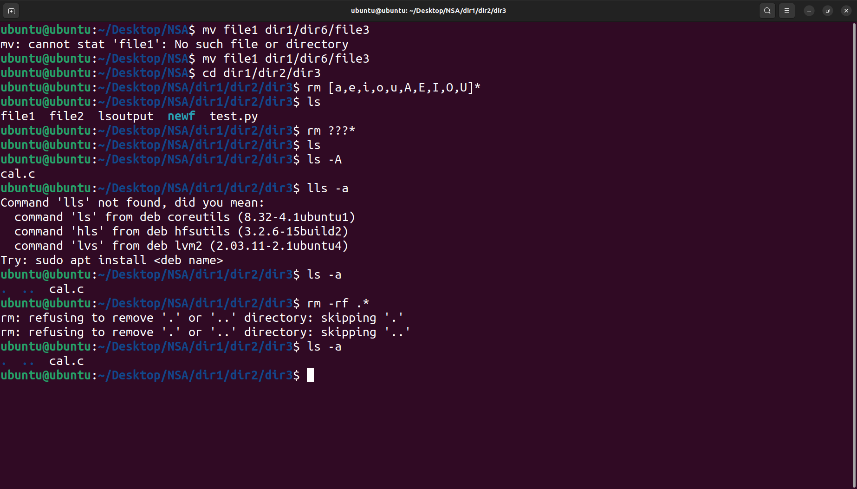 ubuntu@ubuntu: ~/Desktop/NSA/dir1/dir2/dir3
ubuntu@ubuntu:~/Desktop/NSA$ mv file1 dir1/dir6/file3
mv: cannot stat 'file1': No such file or directory
ubuntu@ubuntu:~/Desktop/NSA$ mv file1 dir1/dir6/file3
ubuntu@ubuntu:~/Desktop/NSA$ cd dir1/dir2/dir3
ubuntu@ubuntu:~/Desktop/NSA/dir1/dir2/dir3$ rm [a,e,i,o,u,A,E,I,O,U]*
ubuntu@ubuntu:~/Desktop/NSA/dir1/dir2/dir3$ ls
file1  file2  lsoutput  newf  test.py
ubuntu@ubuntu:~/Desktop/NSA/dir1/dir2/dir3$ rm ???*
ubuntu@ubuntu:~/Desktop/NSA/dir1/dir2/dir3$ ls
ubuntu@ubuntu:~/Desktop/NSA/dir1/dir2/dir3$ ls -A
cal.c
ubuntu@ubuntu:~/Desktop/NSA/dir1/dir2/dir3$ lls -a
Command 'lls' not found, did you mean:
  command 'ls' from deb coreutils (8.32-4.1ubuntu1)
  command 'hls' from deb hfsutils (3.2.6-15build2)
  command 'lvs' from deb lvm2 (2.03.11-2.1ubuntu4)
Try: sudo apt install <deb name>
ubuntu@ubuntu:~/Desktop/NSA/dir1/dir2/dir3$ ls -a
.  ..  cal.c
ubuntu@ubuntu:~/Desktop/NSA/dir1/dir2/dir3$ rm -rf .*
rm: refusing to remove '.' or '..' directory: skipping '.'
rm: refusing to remove '.' or '..' directory: skipping '..'
ubuntu@ubuntu:~/Desktop/NSA/dir1/dir2/dir3$ ls -a
.  ..  cal.c
ubuntu@ubuntu:~/Desktop/NSA/dir1/dir2/dir3$